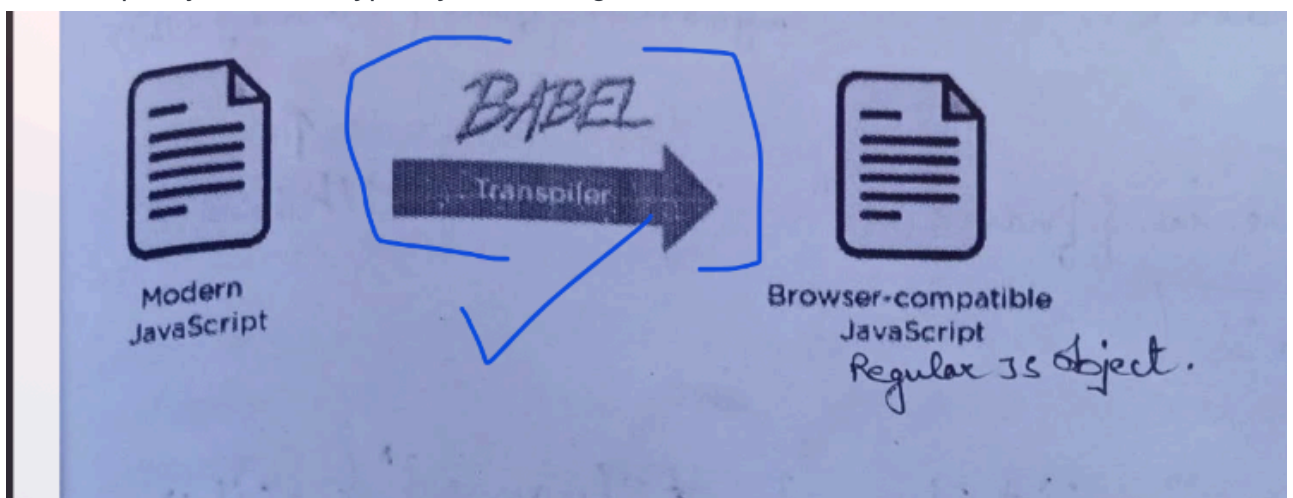 BABEL
Transpiler
Modern
JavaScript
Browser-compatible
JavaScript
Regular JS Object.